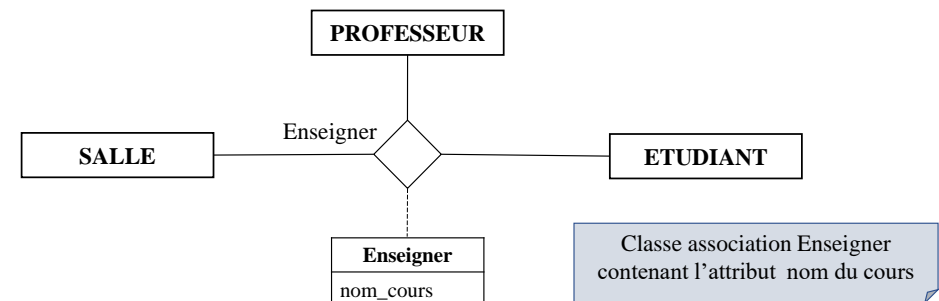 PROFESSEUR
Enseigner
SALLE
ETUDIANT
Enseigner
nom_cours
Classe association Enseigner
contenant l'attribut nom du cours